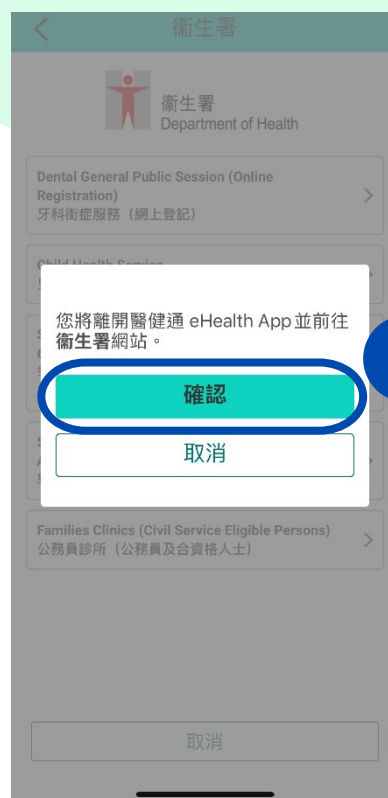 衞生署
衞生署
Department of Health
Dental General Public Session (Online
Registration)
牙科街症服務（網上登記）
Child Health Service
您將離開醫健通 eHealth App 並前往
衞生署網站。
確認
取消
Families Clinics (Civil Service Eligible Persons)
公務員診所（公務員及合資格人士）
取消